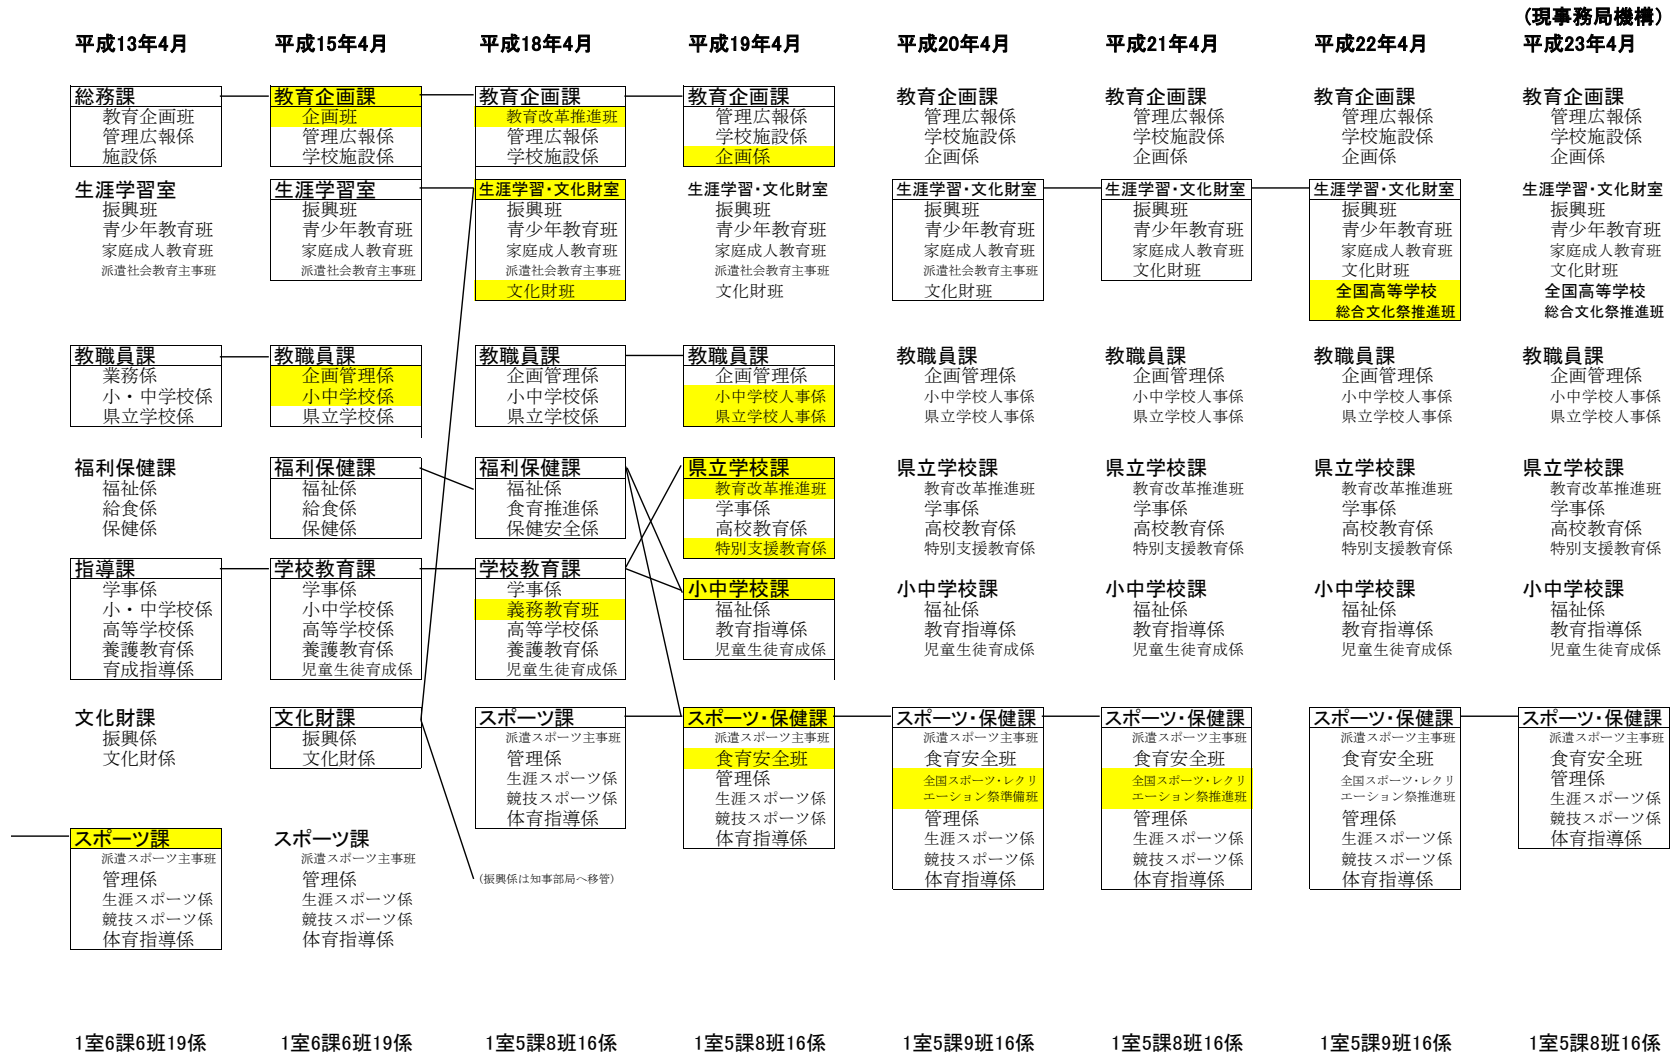 (現事務局機構)
平成13年4月
平成15年4月
平成18年4月
平成19年4月
平成20年4月
平成21年4月
平成22年4月
平成23年4月
総務課
教育企画班
管理広報係
施設係
生涯学習室
振興班
青少年教育班
家庭成人教育班
派遣社会教育主事班
教職員課
業務係
小・中学校係
県立学校係
福利保健課
福祉係
給食係
保健係
指導課
学事係
小・中学校係
高等学校係
養護教育係
育成指導係
文化財課
振興係
文化財係
スポーツ課
派遣スポーツ主事班
管理係
生涯スポーツ係
競技スポーツ係
体育指導係
1室6課6班19係
教育企画課
企画班
管理広報係
学校施設係
生涯学習室
振興班
青少年教育班
家庭成人教育班
派遣社会教育主事班
教職員課
企画管理係
小中学校係
県立学校係
福利保健課
福祉係
給食係
保健係
学校教育課
学事係
小中学校係
高等学校係
養護教育係
児童生徒育成係
文化財課
振興係
文化財係
スポーツ課
派遣スポーツ主事班
管理係
生涯スポーツ係
競技スポーツ係
体育指導係
1室6課6班19係
教育企画課
教育改革推進班
管理広報係
学校施設係
生涯学習・文化財室
振興班
青少年教育班
家庭成人教育班
派遣社会教育主事班
文化財班
教職員課
企画管理係
小中学校係
県立学校係
福利保健課
福祉係
食育推進係
保健安全係
学校教育課
学事係
義務教育班
高等学校係
養護教育係
児童生徒育成係
スポーツ課
派遣スポーツ主事班
管理係
生涯スポーツ係
競技スポーツ係
体育指導係
(振興係は知事部局へ移管)
1室5課8班16係
教育企画課
管理広報係
学校施設係
企画係
生涯学習・文化財室
振興班
青少年教育班
家庭成人教育班
派遣社会教育主事班
文化財班
教職員課
企画管理係
小中学校人事係
県立学校人事係
県立学校課
教育改革推進班
学事係
高校教育係
特別支援教育係
小中学校課
福祉係
教育指導係
児童生徒育成係
スポーツ・保健課
派遣スポーツ主事班
食育安全班
管理係
生涯スポーツ係
競技スポーツ係
体育指導係
1室5課8班16係
教育企画課
管理広報係
学校施設係
企画係
生涯学習・文化財室
振興班
青少年教育班
家庭成人教育班
派遣社会教育主事班
文化財班
教職員課
企画管理係
小中学校人事係
県立学校人事係
県立学校課
教育改革推進班
学事係
高校教育係
特別支援教育係
小中学校課
福祉係
教育指導係
児童生徒育成係
スポーツ・保健課
派遣スポーツ主事班
食育安全班
全国スポーツ・レクリ
エーション祭準備班
管理係
生涯スポーツ係
競技スポーツ係
体育指導係
1室5課9班16係
教育企画課
管理広報係
学校施設係
企画係
生涯学習・文化財室
振興班
青少年教育班
家庭成人教育班
文化財班
教職員課
企画管理係
小中学校人事係
県立学校人事係
県立学校課
教育改革推進班
学事係
高校教育係
特別支援教育係
小中学校課
福祉係
教育指導係
児童生徒育成係
スポーツ・保健課
派遣スポーツ主事班
食育安全班
全国スポーツ・レクリ
エーション祭推進班
管理係
生涯スポーツ係
競技スポーツ係
体育指導係
1室5課8班16係
教育企画課
管理広報係
学校施設係
企画係
生涯学習・文化財室
振興班
青少年教育班
家庭成人教育班
文化財班
全国高等学校
総合文化祭推進班
教職員課
企画管理係
小中学校人事係
県立学校人事係
県立学校課
教育改革推進班
学事係
高校教育係
特別支援教育係
小中学校課
福祉係
教育指導係
児童生徒育成係
スポーツ・保健課
派遣スポーツ主事班
食育安全班
全国スポーツ・レクリ
エーション祭推進班
管理係
生涯スポーツ係
競技スポーツ係
体育指導係
1室5課9班16係
教育企画課
管理広報係
学校施設係
企画係
生涯学習・文化財室
振興班
青少年教育班
家庭成人教育班
文化財班
全国高等学校
総合文化祭推進班
教職員課
企画管理係
小中学校人事係
県立学校人事係
県立学校課
教育改革推進班
学事係
高校教育係
特別支援教育係
小中学校課
福祉係
教育指導係
児童生徒育成係
スポーツ・保健課
派遣スポーツ主事班
食育安全班
管理係
生涯スポーツ係
競技スポーツ係
体育指導係
1室5課8班16係